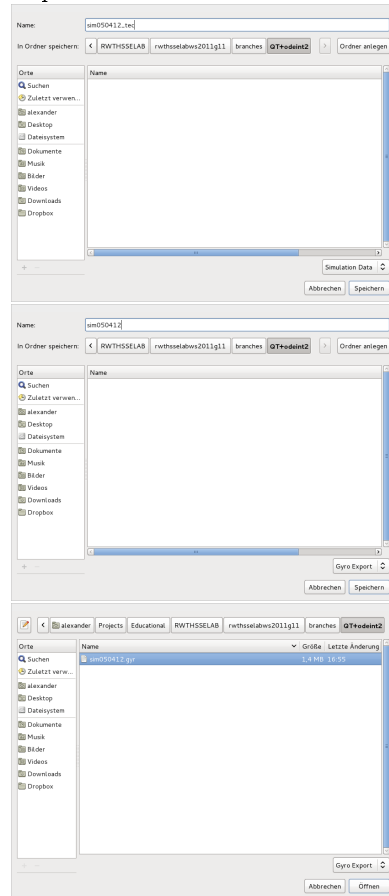 Name: sim050412_tec
In Ordner speichern: RWTHSSELAB rwthsselabws2011g11 branches QT+odeint2 Ordner anlegen
Orte Name
Suchen
Zuletzt verwen...
alexander
Desktop
Dateisystem
Dokumente
Musik
Bilder
Videos
Downloads
Dropbox
Simulation Data
Abbrechen Speichern
Name: sim050412
In Ordner speichern: RWTHSSELAB rwthsselabws2011g11 branches QT+odeint2 Ordner anlegen
Orte Name
Suchen
Zuletzt verwen...
alexander
Desktop
Dateisystem
Dokumente
Musik
Bilder
Videos
Downloads
Dropbox
Gyro Export
Abbrechen Speichern
alexander Projects Educational RWTHSSELAB rwthsselabws2011g11 branches QT+odeint2
Orte Name Größe Letzte Änderung
Suchen sim050412.gyr 1,4 MB 16:55
Zuletzt verw...
alexander
Desktop
Dateisystem
Dokumente
Musik
Bilder
Videos
Downloads
Dropbox
Gyro Export
Abbrechen Öffnen